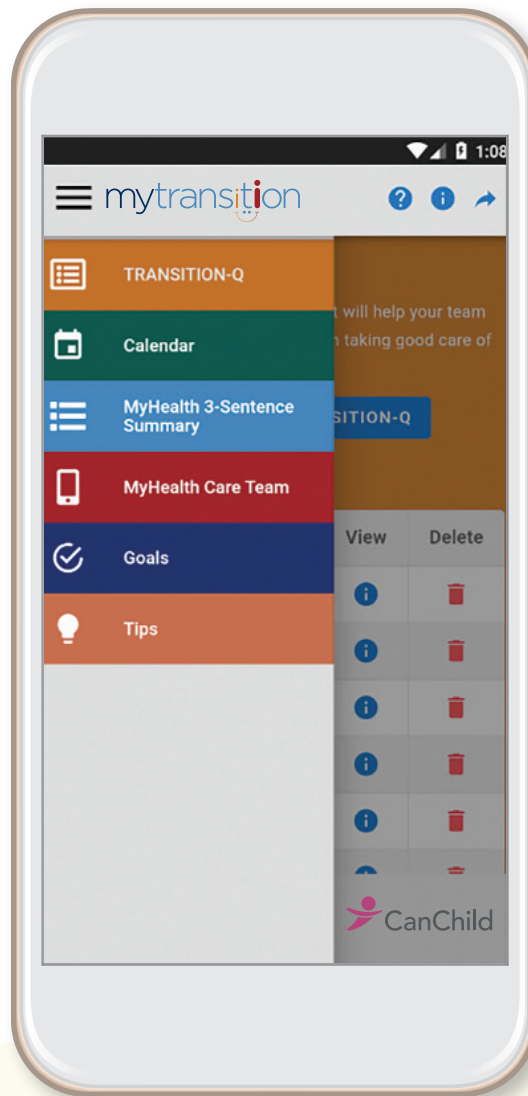 1:08
mytransition
TRANSITION-Q
t will help your team
Calendar
taking good care of
MyHealth 3-Sentence
Summary
SITION-Q
MyHealth Care Team
View Delete
Goals
Tips
CanChild